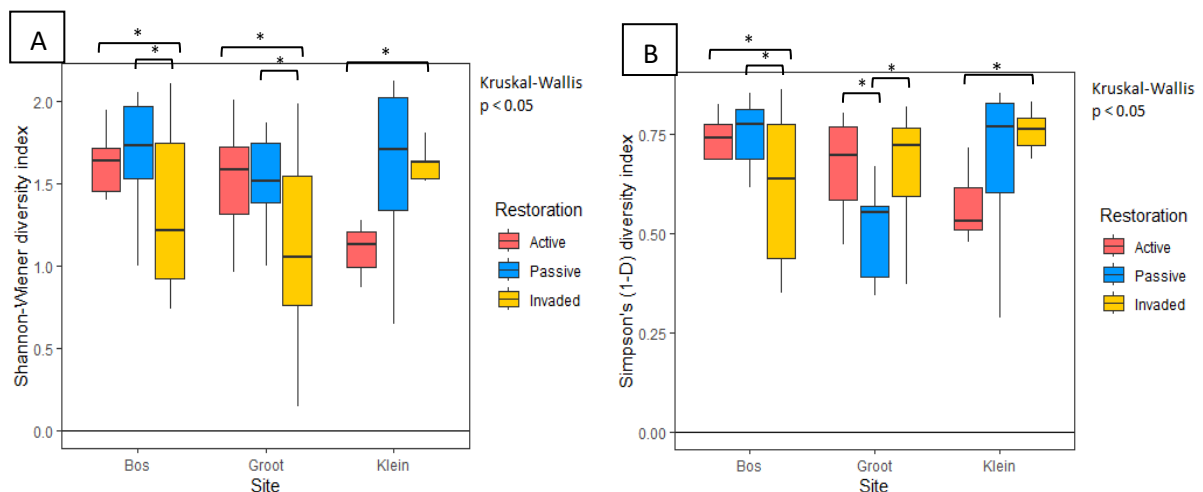 A
* * * * *
Kruskal-Wallis
p < 0.05
Shannon-Wiener diversity index
2.0
1.5
1.0
0.5
0.0
Restoration
Active
Passive
Invaded
Bos Groot Klein
Site
B
* * * * * *
Kruskal-Wallis
p < 0.05
Simpson's (1-D) diversity index
0.75
0.50
0.25
0.00
Restoration
Active
Passive
Invaded
Bos Groot Klein
Site